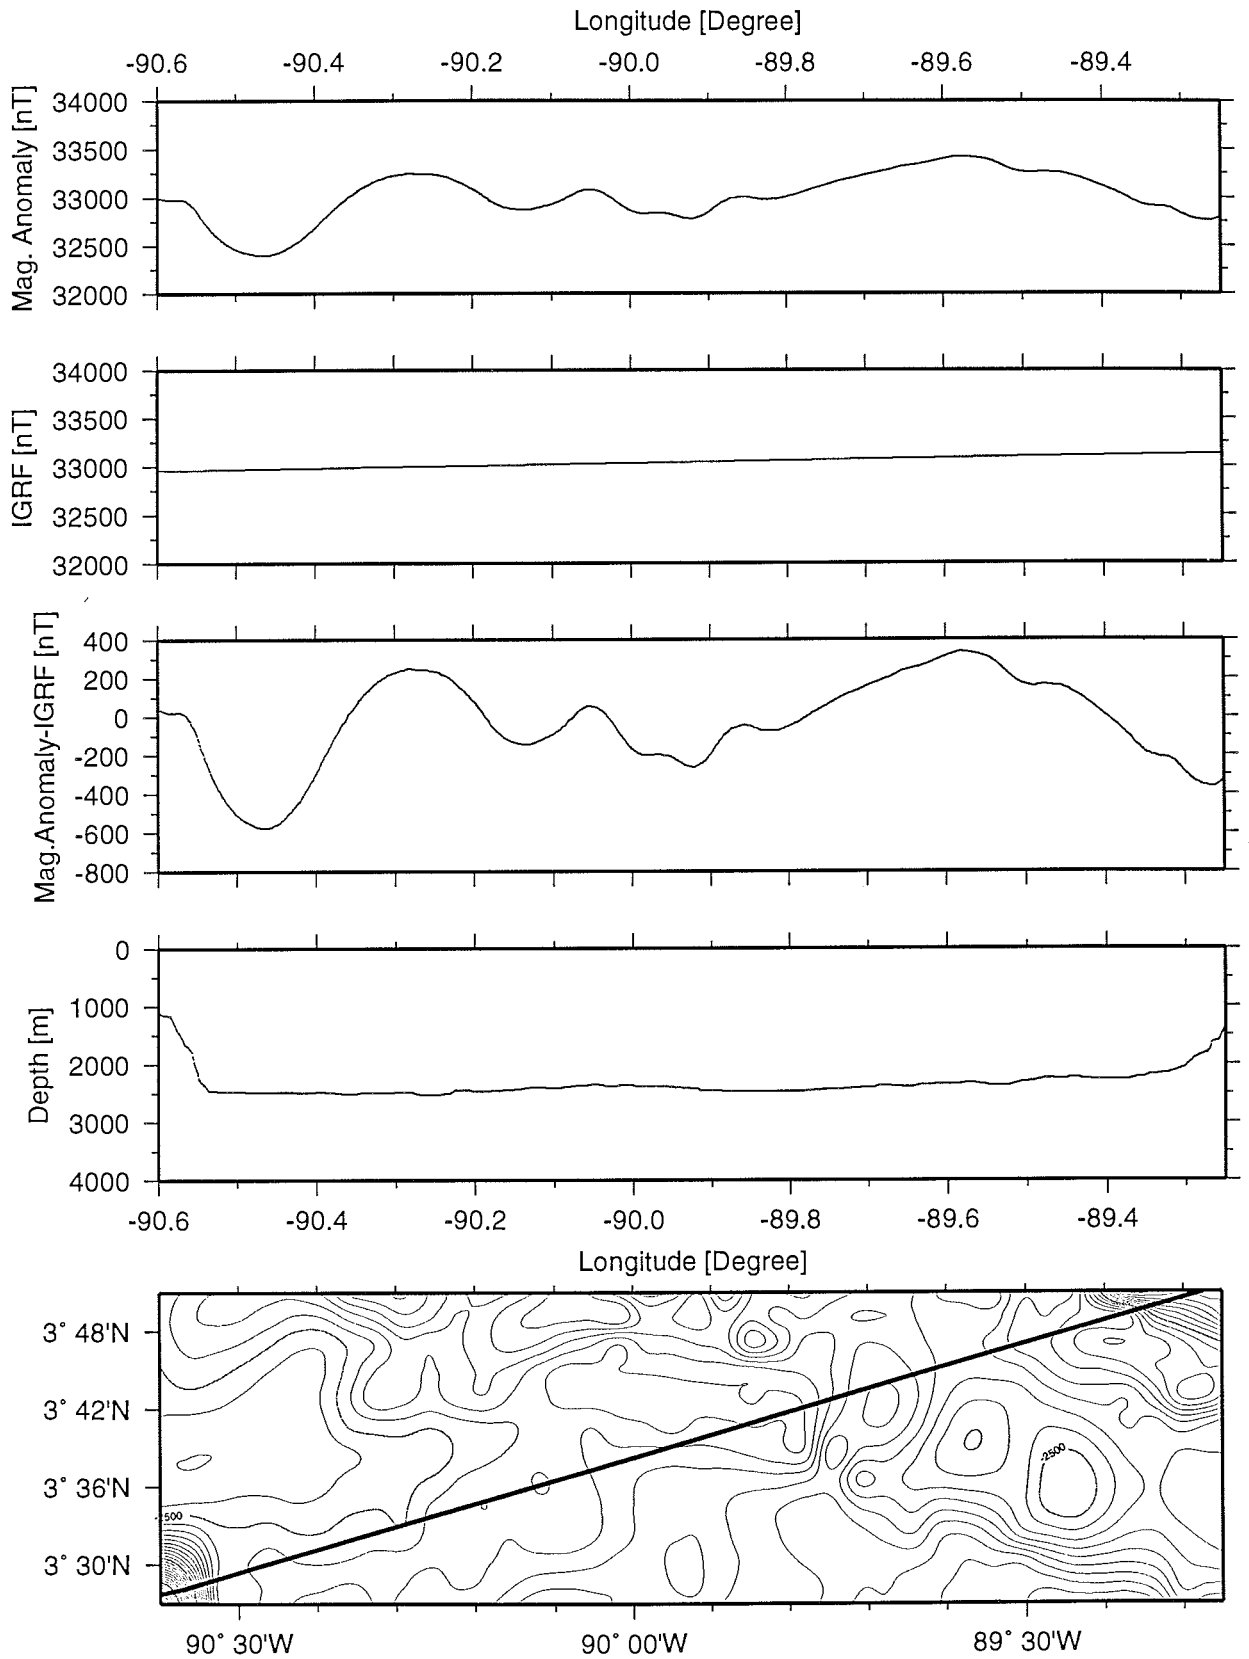 Longitude [Degree]
-90.6 -90.4 -90.2 -90.0 -89.8 -89.6 -89.4
Mag. Anomaly [nT]
34000
33500
33000
32500
32000
IGRF [nT]
34000
33500
33000
32500
32000
Mag.Anomaly-IGRF [nT]
400
200
0
-200
-400
-600
-800
Depth [m]
0
1000
2000
3000
4000
-90.6 -90.4 -90.2 -90.0 -89.8 -89.6 -89.4
Longitude [Degree]
3° 48'N
3° 42'N
3° 36'N
3° 30'N
-2500
-2500
90° 30'W 90° 00'W 89° 30'W